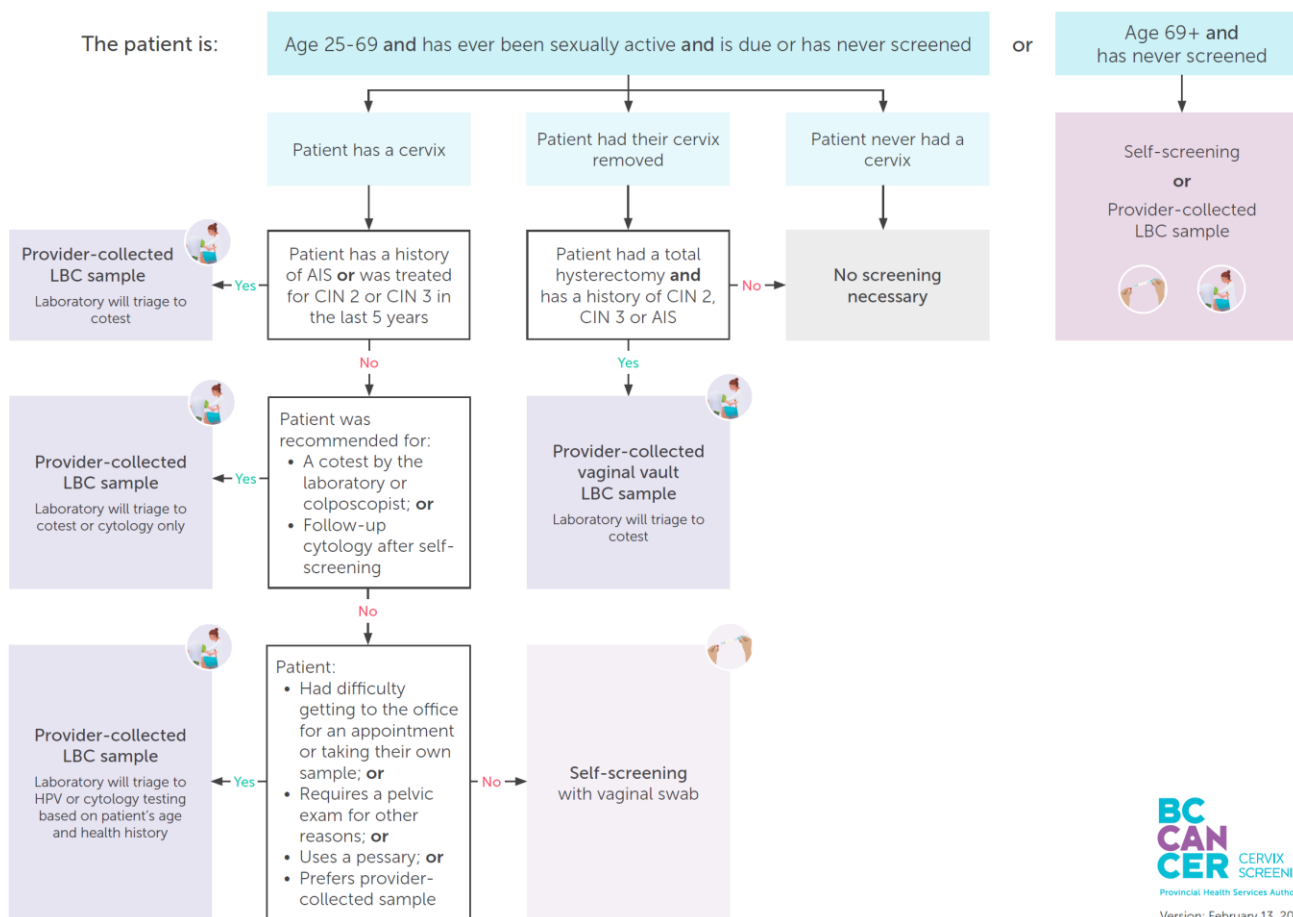 The patient is:
Age 25-69 and has ever been sexually active and is due or has never screened
or
Age 69+ and
has never screened
Patient has a cervix
Patient had their cervix
removed
Patient never had a
cervix
Self-screening
or
Provider-collected
LBC sample
Provider-collected
LBC sample
Laboratory will triage to
cotest
Yes
Patient has a history
of AIS or was treated
for CIN 2 or CIN 3 in
the last 5 years
Patient had a total
hysterectomy and
has a history of CIN 2,
CIN 3 or AIS
No
No screening
necessary
No
Yes
Provider-collected
LBC sample
Laboratory will triage to
cotest or cytology only
Yes
Patient was
recommended for:
• A cotest by the
laboratory or
colposcopist; or
• Follow-up
cytology after self-
screening
Provider-collected
vaginal vault
LBC sample
Laboratory will triage to
cotest
No
Provider-collected
LBC sample
Laboratory will triage to
HPV or cytology testing
based on patient's age
and health history
Yes
Patient:
• Had difficulty
getting to the office
for an appointment
or taking their own
sample; or
• Requires a pelvic
exam for other
reasons; or
• Uses a pessary; or
• Prefers provider-
collected sample
No
Self-screening
with vaginal swab
BC
CAN
CER
CERVIX
SCREENI
Provincial Health Services Autho
Version: February 13, 20